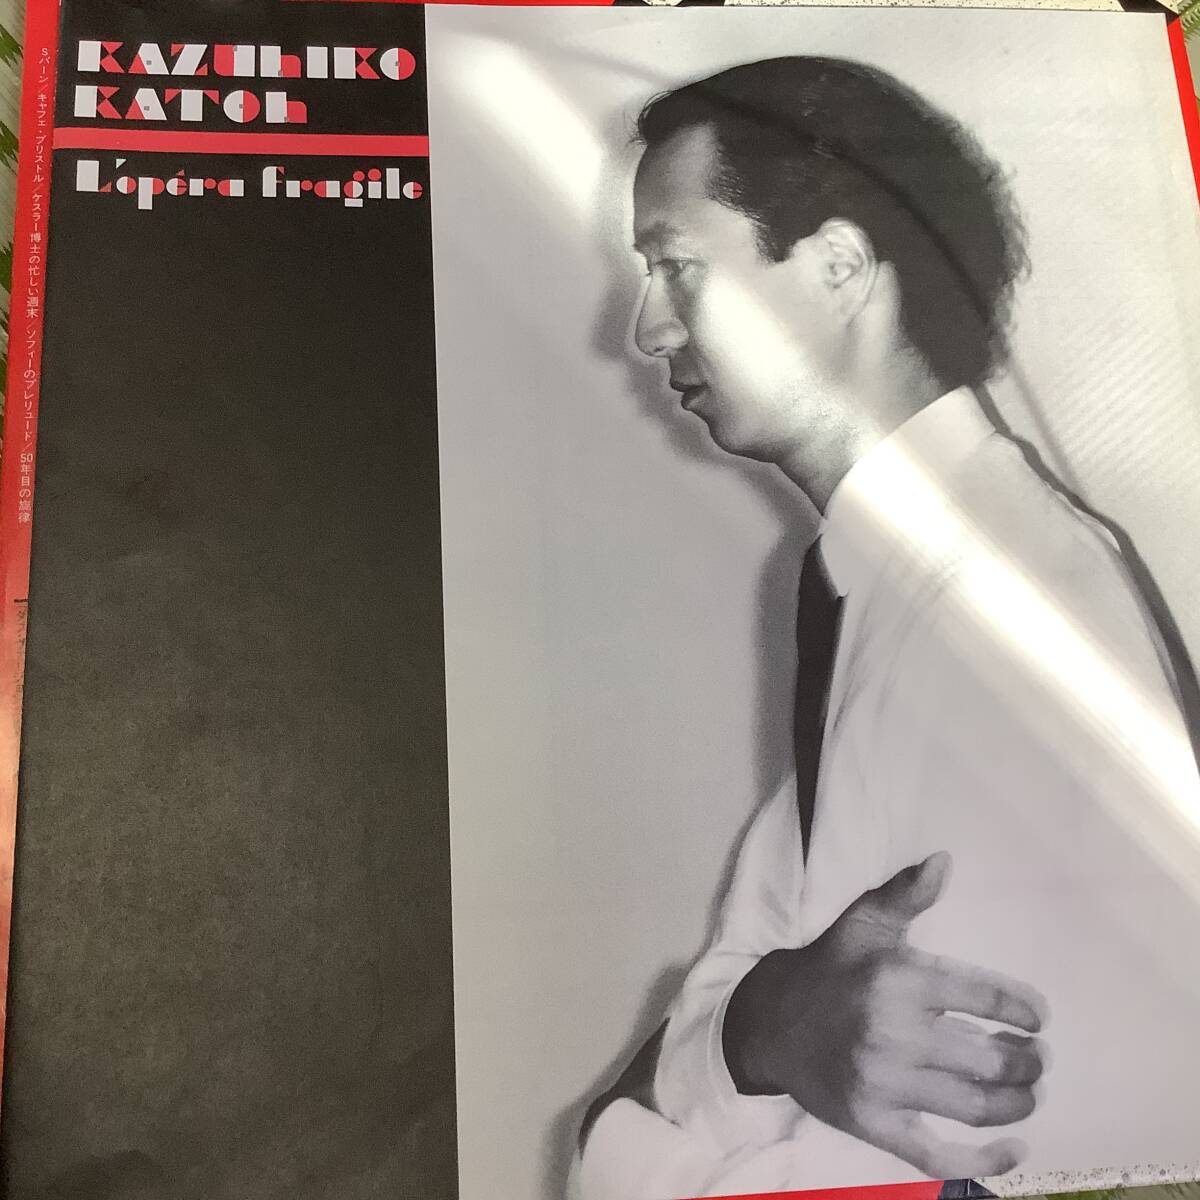 KAZUhIKO
KATOh
L'opéra fragile
Sバーン/キャフェ・ブリストル/ケスラー博士の忙しい週末/ソフィーのプレリュード/50年目の旋律